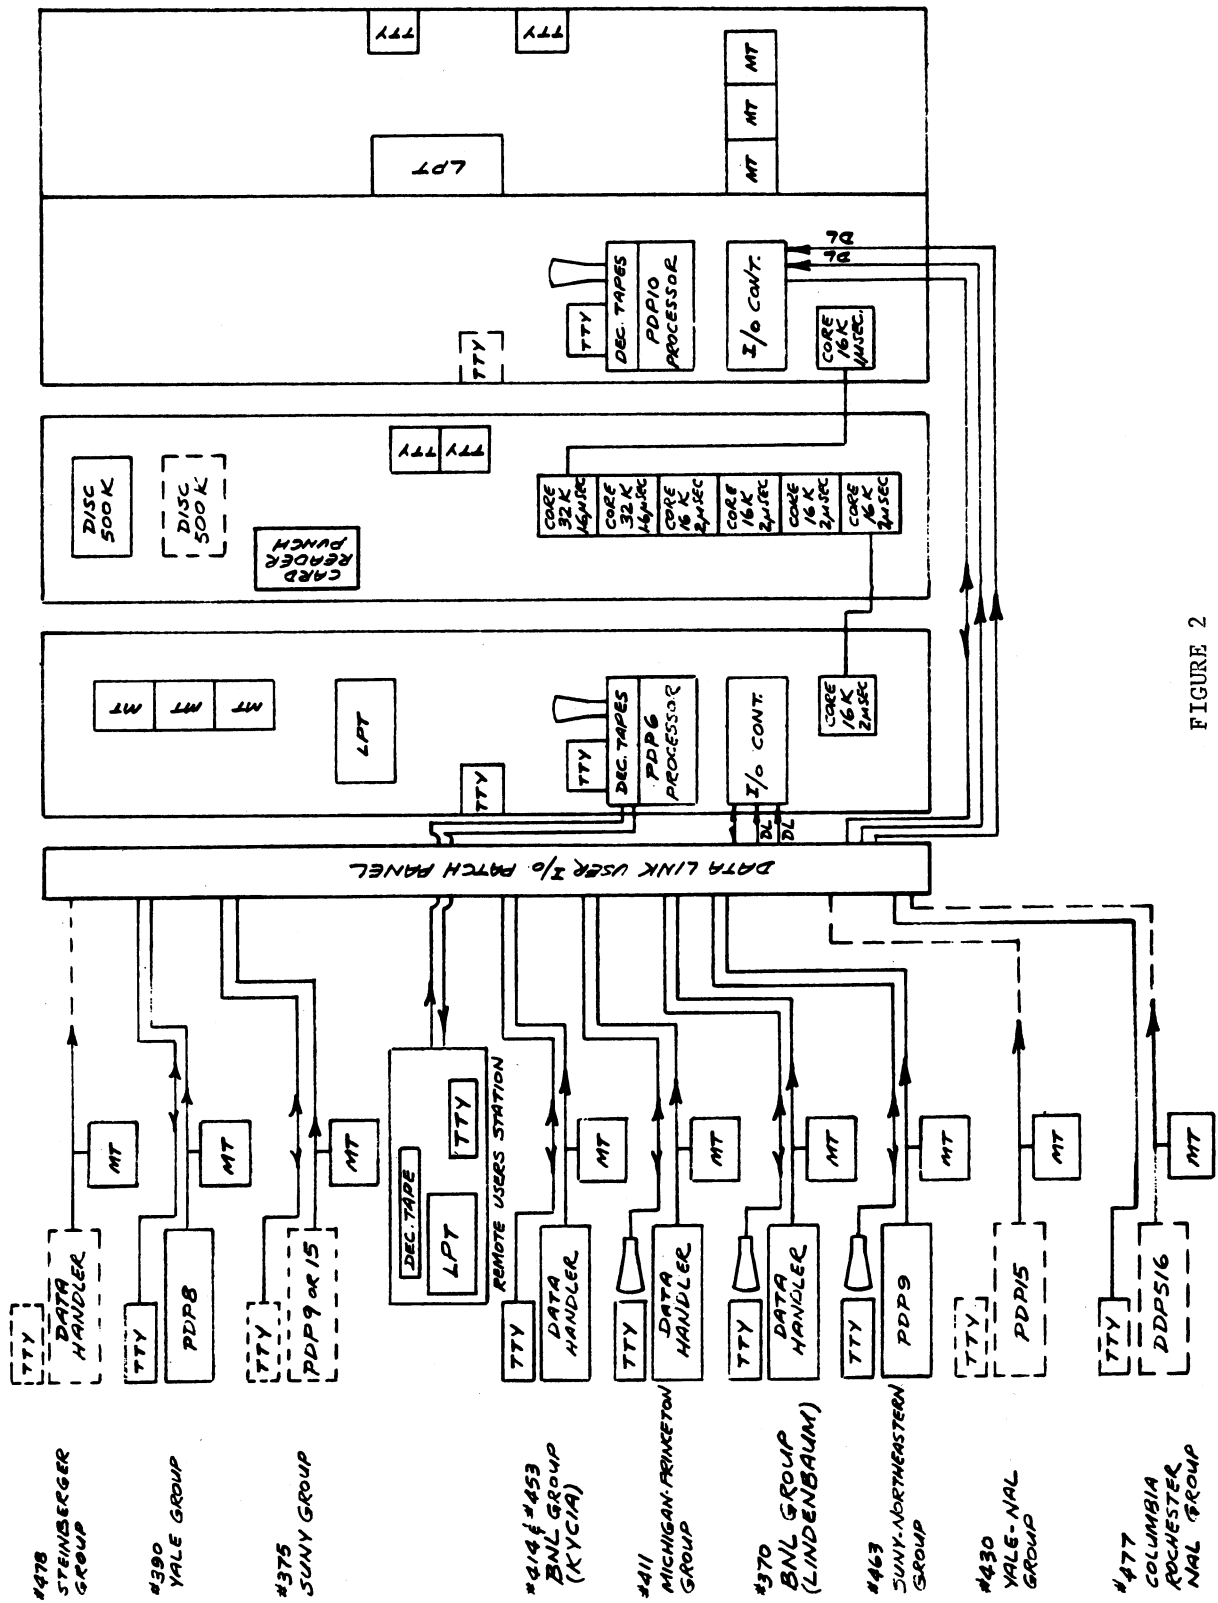 #478
STEINBERGER
GROUP
TTY
DATA
HANDLER
MT
#390
YALE GROUP
TTY
PDP8
MT
#375
SUNY GROUP
TTY
PDP9 OR 15
MT
DEC. TAPE
TTY
LPT
REMOTE USERS STATION
#414 & #453
BNL GROUP
(KYCIA)
TTY
DATA
HANDLER
MT
#411
MICHIGAN-PRINCETON
GROUP
TTY
DATA
HANDLER
MT
#370
BNL GROUP
(LINDENBAUM)
TTY
DATA
HANDLER
MT
#463
SUNY-NORTHEASTERN
GROUP
TTY
PDP9
MT
#430
YALE-NAL
GROUP
TTY
PDP15
MT
#477
COLUMBIA
ROCHESTER
NAL GROUP
TTY
DDP516
MT
DATA LINK USER I/O PATCH PANEL
MT
MT
MT
LPT
TTY
TTY
DEC. TAPES
PDP6
PROCESSOR
I/O CONT.
DL
DL
CORE
16K
2μSEC
DISC
500K
DISC
500K
CARD
READER
PUNCH
TTY
TTY
CORE
32K
1.6μSEC
CORE
32K
1.6μSEC
CORE
16K
2μSEC
CORE
16K
2μSEC
CORE
16K
2μSEC
CORE
16K
2μSEC
TTY
TTY
DEC. TAPES
PDP10
PROCESSOR
I/O CONT.
DL
DL
CORE
16K
1μSEC.
TTY
TTY
LPT
MT
MT
MT
FIGURE 2